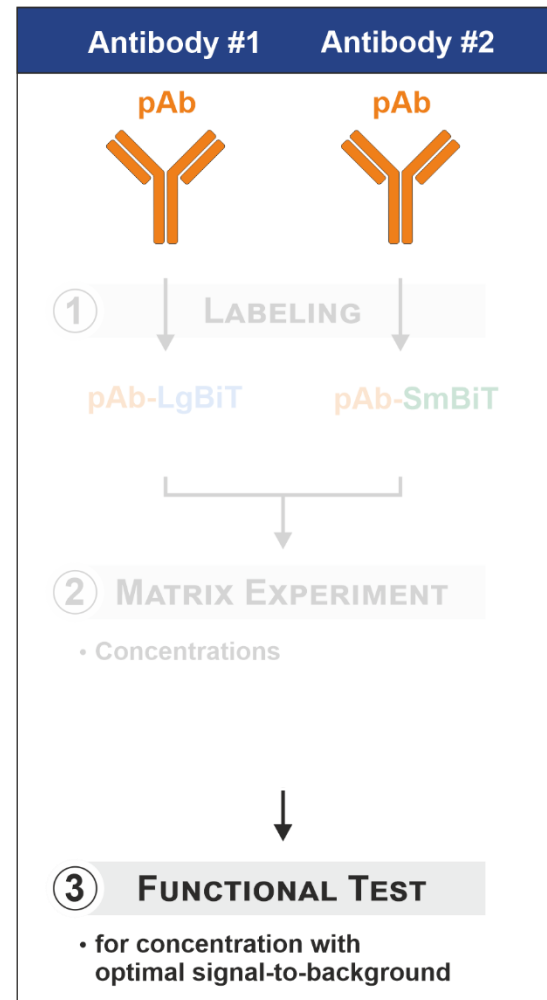 Antibody #1 Antibody #2
pAb pAb
1 LABELING
pAb-LgBiT pAb-SmBiT
2 MATRIX EXPERIMENT
• Concentrations
3 FUNCTIONAL TEST
• for concentration with
optimal signal-to-background